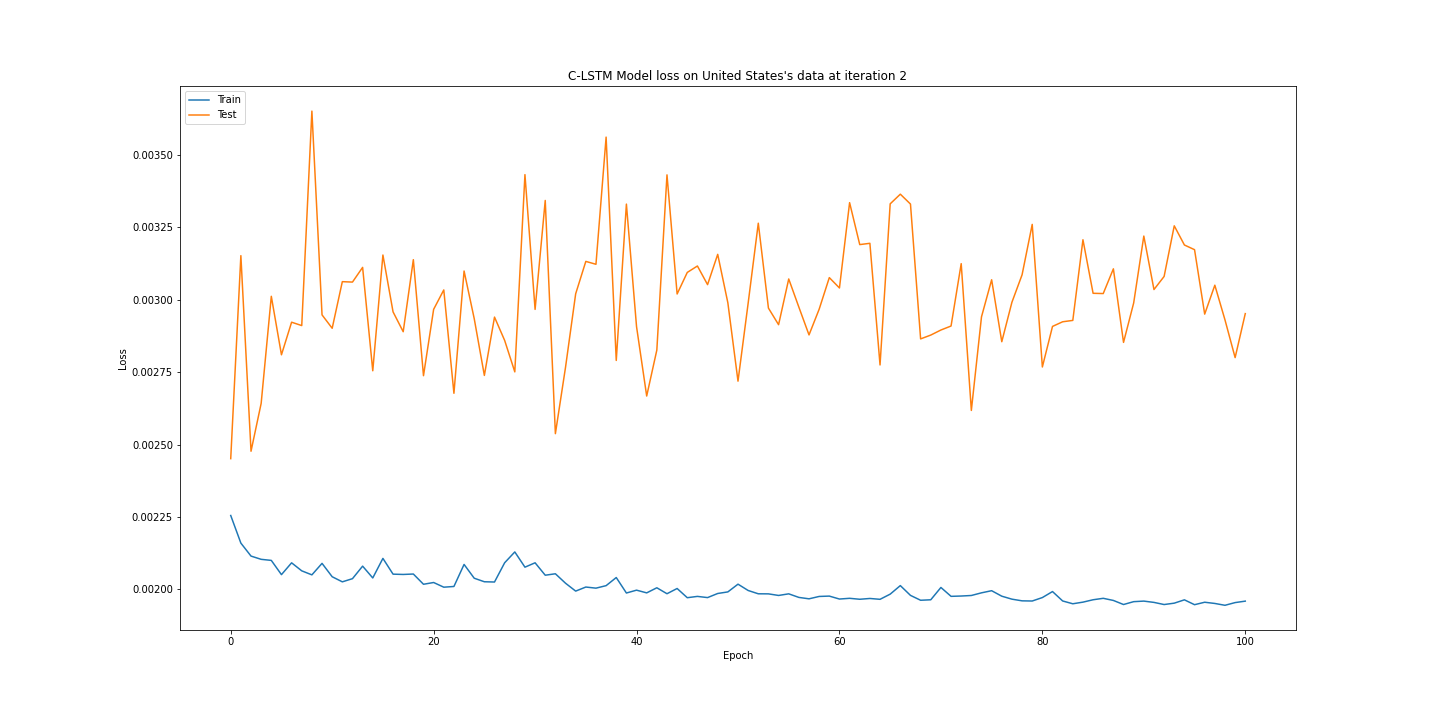 C-LSTM Model loss on United States's data at iteration 2
Train
Test
0.00350
0.00325
0.00300
0.00275
0.00250
0.00225
0.00200
Loss
0 20 40 60 80 100
Epoch